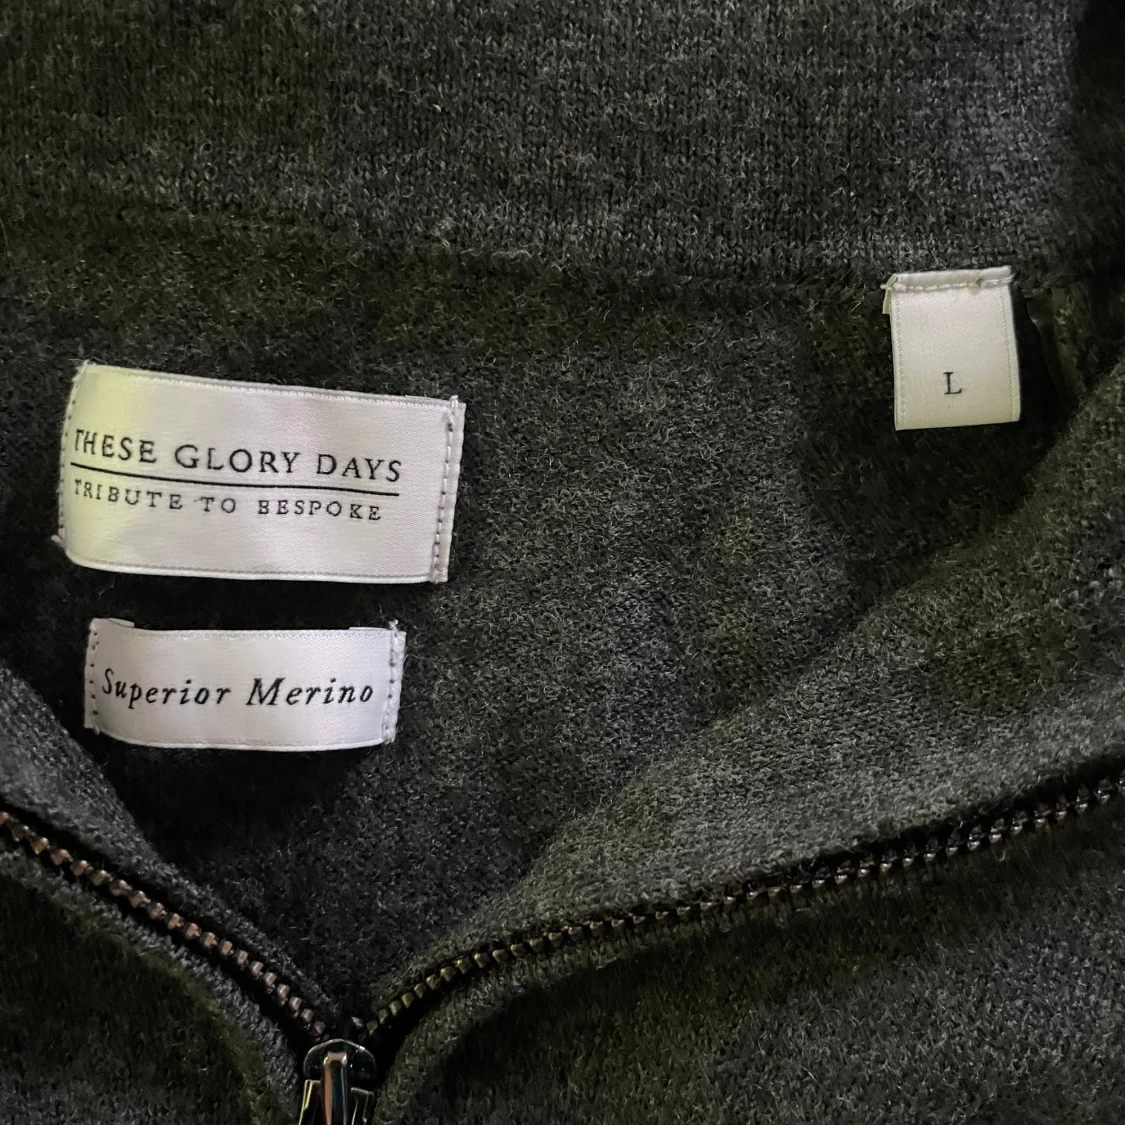 L
THESE GLORY DAYS
TRIBUTE TO BESPOKE
Superior Merino